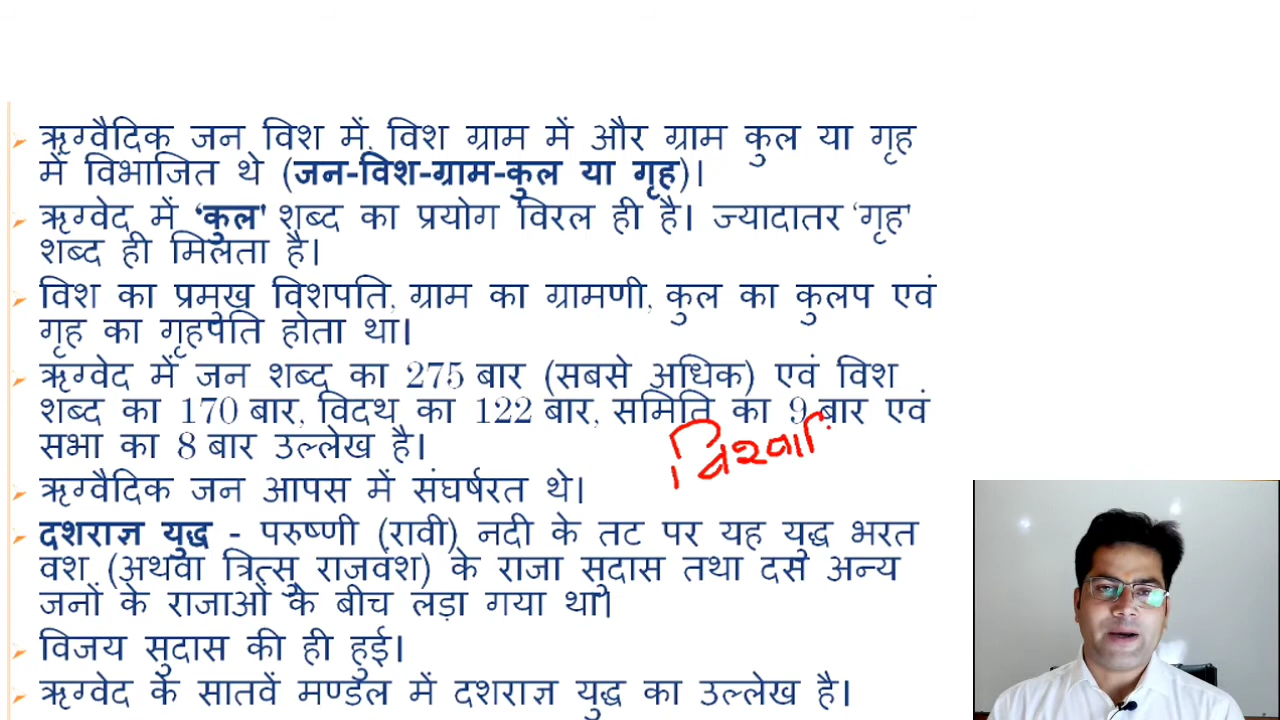 ऋग्वैदिक जन विश में, विश ग्राम में और ग्राम कुल या गृह
में विभाजित थे (जन-विश-ग्राम-कुल या गृह)।
ऋग्वेद में ‘कुल' शब्द का प्रयोग विरल ही है। ज्यादातर ‘गृह'
शब्द ही मिलता है।
विश का प्रमुख विशपति, ग्राम का ग्रामणी, कुल का कुलप एवं
गृह का गृहपति होता था।
ऋग्वेद में जन शब्द का 275 बार (सबसे अधिक) एवं विश
शब्द का 170 बार, विदथ का 122 बार, समिति का 9 बार एवं
सभा का 8 बार उल्लेख है।
ऋग्वैदिक जन आपस में संघर्षरत थे।
दशराज्ञ युद्ध - परुष्णी (रावी) नदी के तट पर यह युद्ध भरत
वंश (अथवा त्रित्सु राजवंश) के राजा सुदास तथा दस अन्य
जनों के राजाओं के बीच लड़ा गया था।
विजय सुदास की ही हुई।
ऋग्वेद के सातवें मण्डल में दशराज्ञ युद्ध का उल्लेख है।